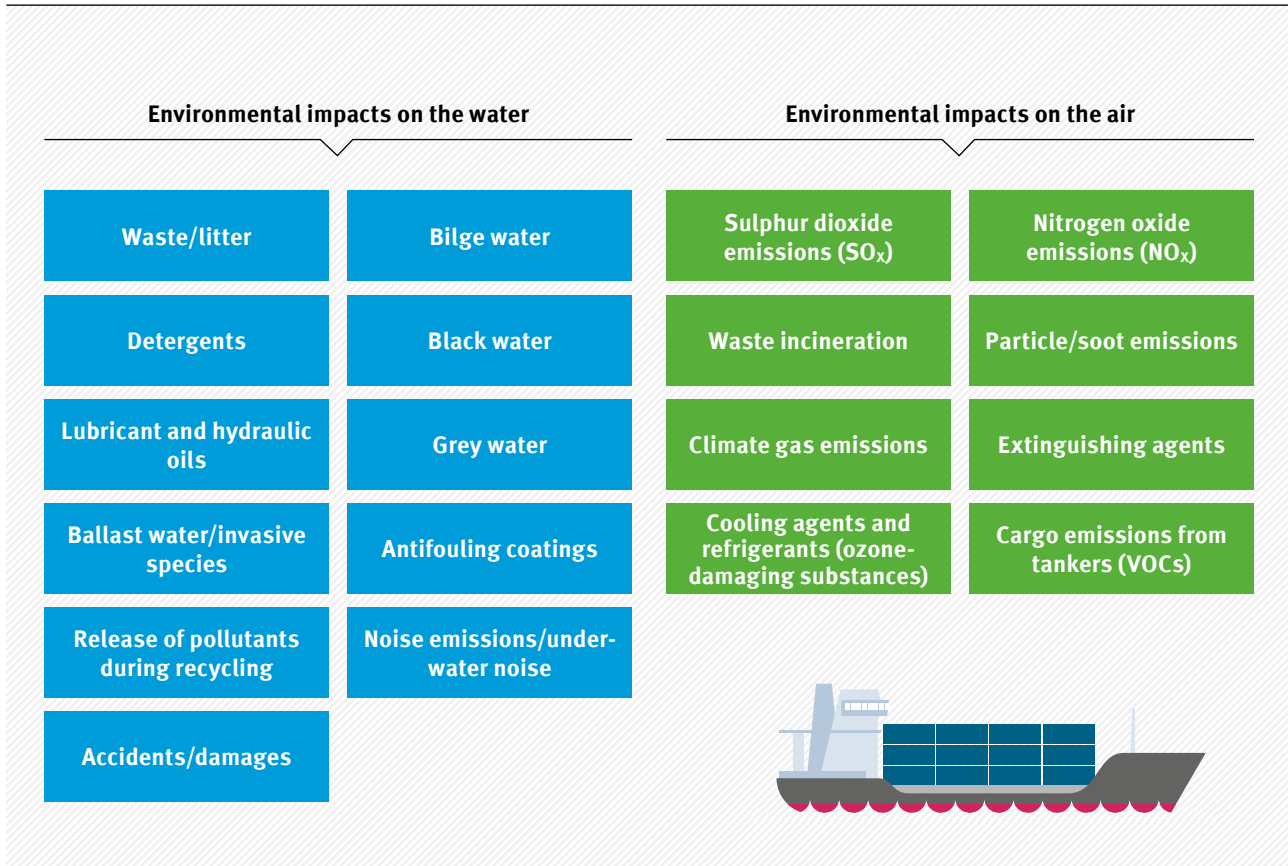 Environmental impacts on the water
Waste/litter
Bilge water
Detergents
Black water
Lubricant and hydraulic
oils
Grey water
Ballast water/invasive
species
Antifouling coatings
Release of pollutants
during recycling
Noise emissions/under-
water noise
Accidents/damages
Environmental impacts on the air
Sulphur dioxide
emissions (SOₓ)
Nitrogen oxide
emissions (NOₓ)
Waste incineration
Particle/soot emissions
Climate gas emissions
Extinguishing agents
Cooling agents and
refrigerants (ozone-
damaging substances)
Cargo emissions from
tankers (VOCs)